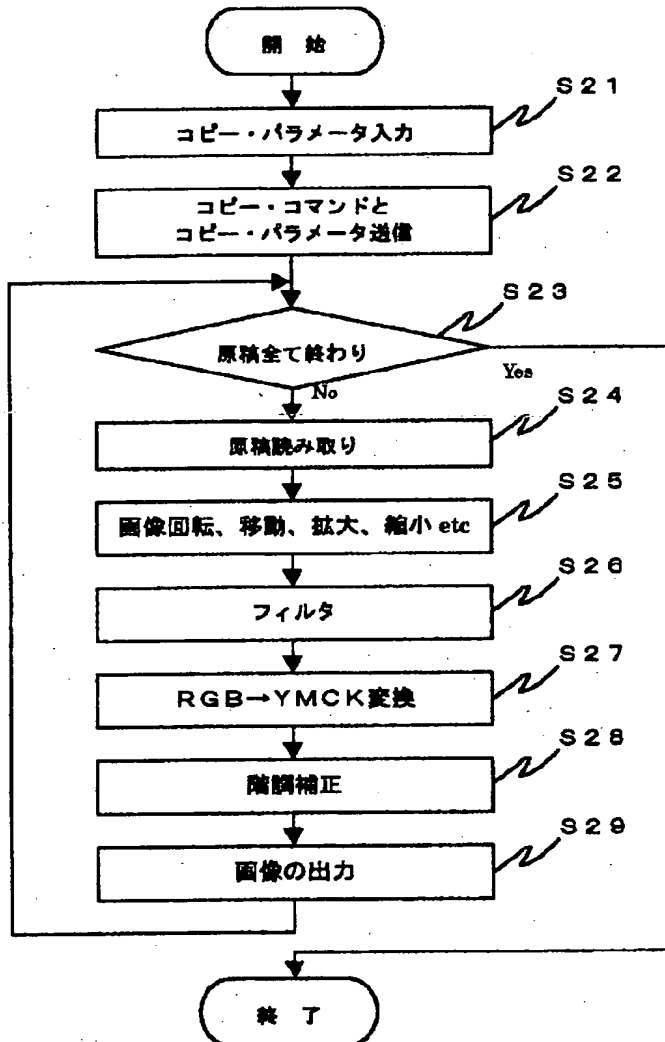 開 始
S21
コピー・パラメータ入力
S22
コピー・コマンドと
コピー・パラメータ送信
S23
原稿全て終わり
Yes
No
S24
原稿読み取り
S25
画像回転、移動、拡大、縮小 etc
S26
フィルタ
S27
RGB→YMCK変換
S28
階調補正
S29
画像の出力
終 了